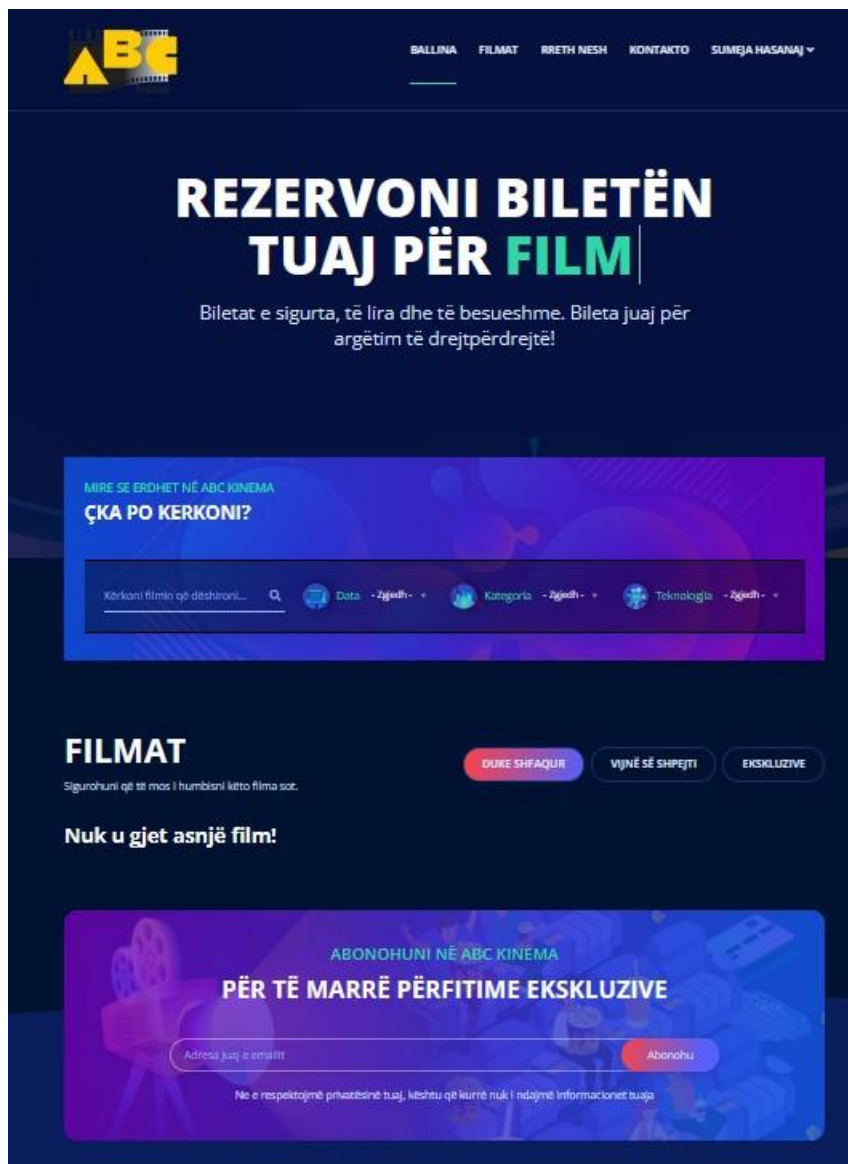 ABC
BALLINA FILMAT RRETH NESH KONTAKTO SUMEJA HASANAJ
REZERVONI BILETËN
TUAJ PËR FILM
Biletat e sigurta, të lira dhe të besueshme. Bileta juaj për
argëtim të drejtpërdrejtë!
MIRE SE ERDHET NË ABC KINEMA
ÇKA PO KERKONI?
Kërkoni filmin që dëshironi... Data - Zgjedh - Kategoria - Zgjedh - Teknologjia - Zgjedh -
FILMAT
DUKE SHFAQUR VIJNË SË SHPEJTI EKSKLUZIVE
Sigurohuni që të mos i humbisni këto filma sot.
Nuk u gjet asnjë film!
ABONOHUNI NË ABC KINEMA
PËR TË MARRË PËRFITIME EKSKLUZIVE
Adresa juaj e emailit Abonohu
Ne e respektojmë privatësinë tuaj, kështu që kurrë nuk i ndajmë informacionet tuaja